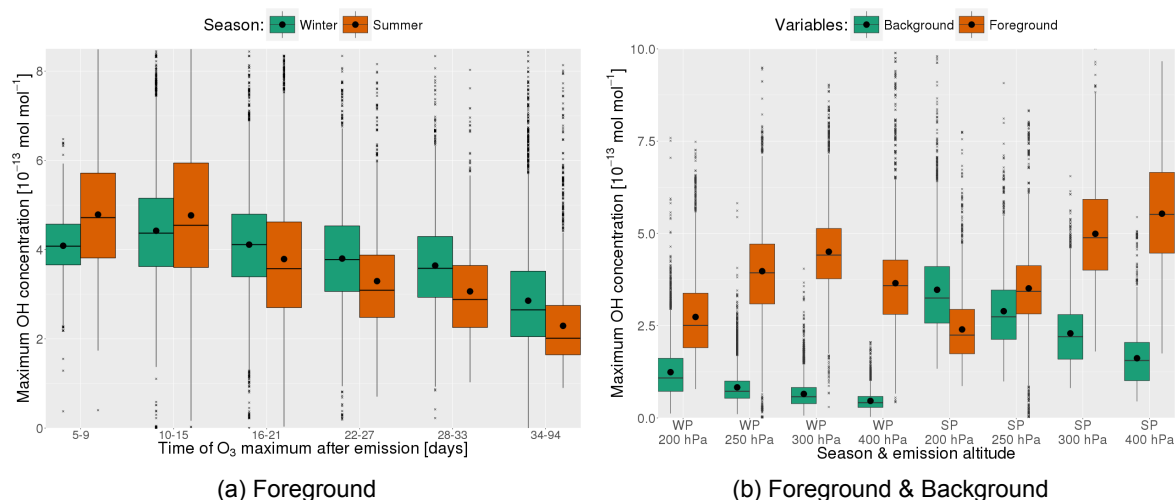 Season: Winter Summer
Maximum OH concentration [10⁻¹³ mol mol⁻¹]
8
6
4
2
0
5-9 10-15 16-21 22-27 28-33 34-94
Time of O₃ maximum after emission [days]
(a) Foreground
Variables: Background Foreground
Maximum OH concentration [10⁻¹³ mol mol⁻¹]
10.0
7.5
5.0
2.5
0.0
WP WP WP WP SP SP SP SP
200 hPa 250 hPa 300 hPa 400 hPa 200 hPa 250 hPa 300 hPa 400 hPa
Season & emission altitude
(b) Foreground & Background